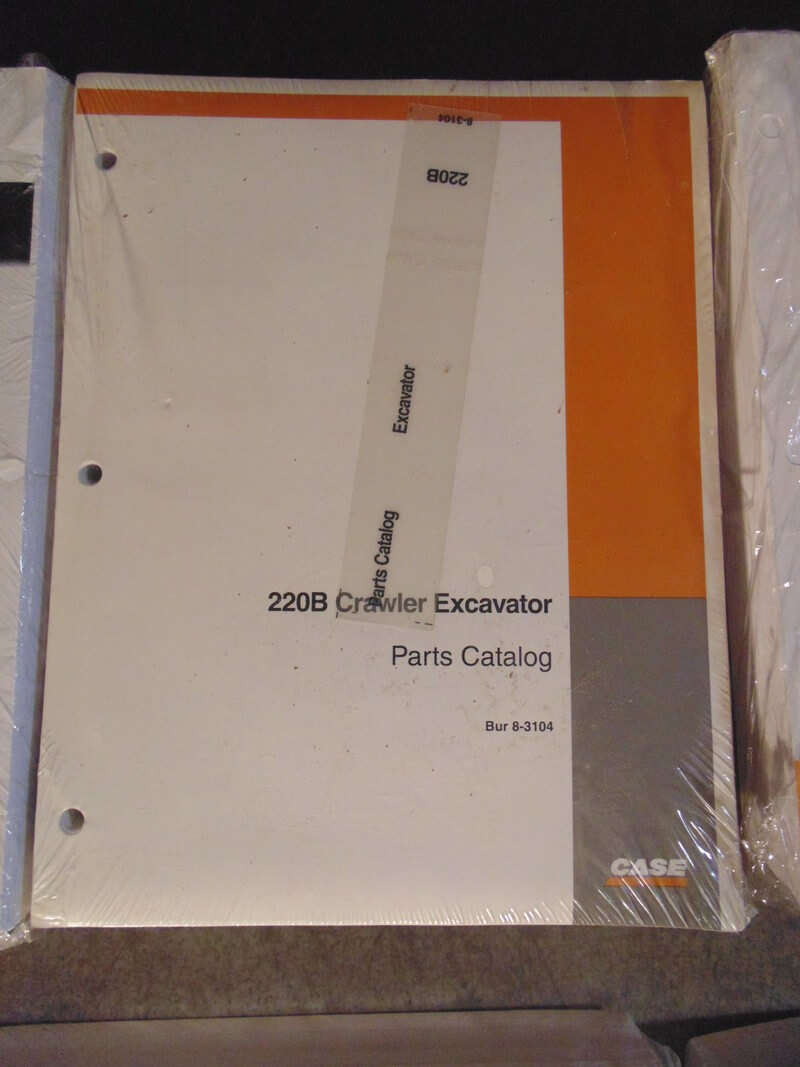 8-3104
220B
Excavator
Parts Catalog
220B Crawler Excavator
Parts Catalog
Bur 8-3104
CASE